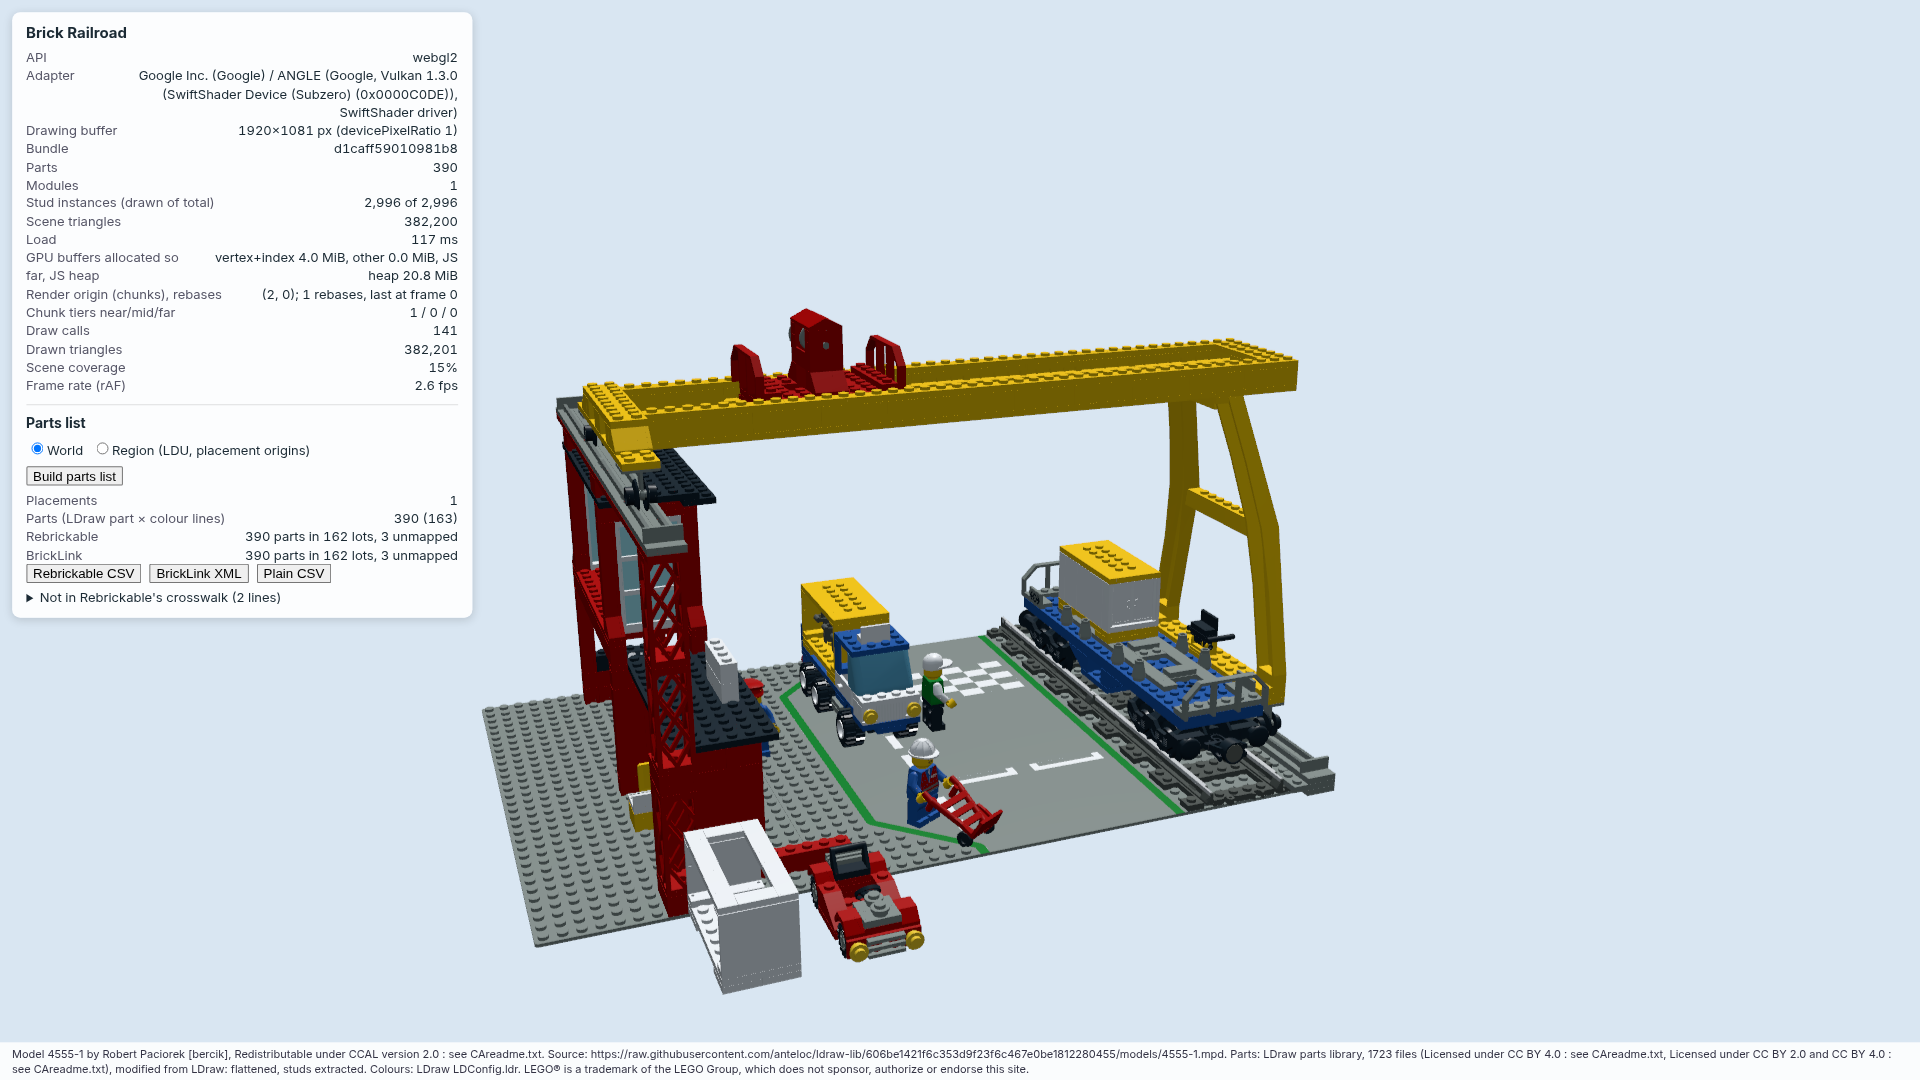 Brick Railroad
API webgl2
Adapter Google Inc. (Google) / ANGLE (Google, Vulkan 1.3.0
(SwiftShader Device (Subzero) (0x0000C0DE)),
SwiftShader driver)
Drawing buffer 1920×1081 px (devicePixelRatio 1)
Bundle d1caff59010981b8
Parts 390
Modules 1
Stud instances (drawn of total) 2,996 of 2,996
Scene triangles 382,200
Load 117 ms
GPU buffers allocated so vertex+index 4.0 MiB, other 0.0 MiB, JS
far, JS heap heap 20.8 MiB
Render origin (chunks), rebases (2, 0); 1 rebases, last at frame 0
Chunk tiers near/mid/far 1 / 0 / 0
Draw calls 141
Drawn triangles 382,201
Scene coverage 15%
Frame rate (rAF) 2.6 fps
Parts list
World Region (LDU, placement origins)
Build parts list
Placements 1
Parts (LDraw part × colour lines) 390 (163)
Rebrickable 390 parts in 162 lots, 3 unmapped
BrickLink 390 parts in 162 lots, 3 unmapped
Rebrickable CSV BrickLink XML Plain CSV
Not in Rebrickable's crosswalk (2 lines)
Model 4555-1 by Robert Paciorek [bercik], Redistributable under CCAL version 2.0 : see CAreadme.txt. Source: https://raw.githubusercontent.com/anteloc/ldraw-lib/606be1421f6c353d9f23f6c467e0be1812280455/models/4555-1.mpd. Parts: LDraw parts library, 1723 files (Licensed under CC BY 4.0 : see CAreadme.txt, Licensed under CC BY 2.0 and CC BY 4.0 :
see CAreadme.txt), modified from LDraw: flattened, studs extracted. Colours: LDraw LDConfig.ldr. LEGO® is a trademark of the LEGO Group, which does not sponsor, authorize or endorse this site.